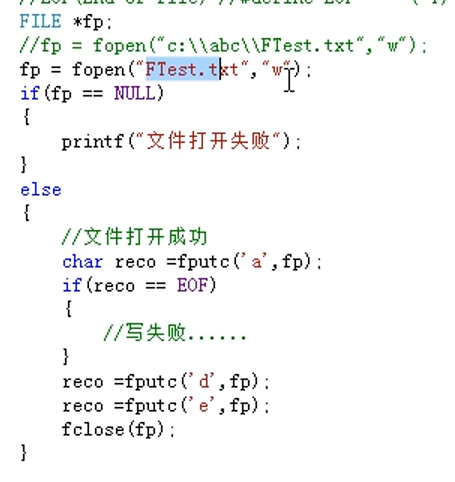 //EOF(End of file) //#define EOF
FILE *fp;
//fp = fopen("c:\\abc\\FTest.txt","w");
fp = fopen("FTest.txt","w");
if(fp == NULL)
{
printf("文件打开失败");
}
else
{
//文件打开成功
char reco =fputc('a',fp);
if(reco == EOF)
{
//写失败......
}
reco =fputc('d',fp);
reco =fputc('e',fp);
fclose(fp);
}